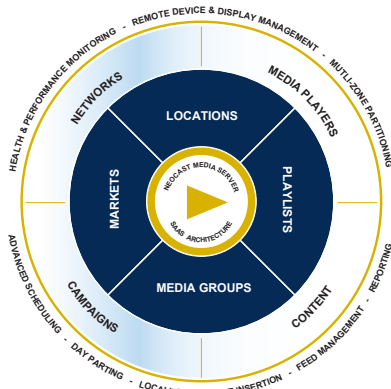 HEALTH & PERFORMANCE MONITORING - REMOTE DEVICE & DISPLAY MANAGEMENT - MUTLI-ZONE PARTITIONING
NETWORKS
MEDIA PLAYERS
LOCATIONS
MARKETS
NEOCAST MEDIA SERVER
SAAS ARCHITECTURE
PLAYLISTS
MEDIA GROUPS
CAMPAIGNS
CONTENT
ADVANCED SCHEDULING - DAY PARTING - INSERTION - FEED MANAGEMENT - REPORTING